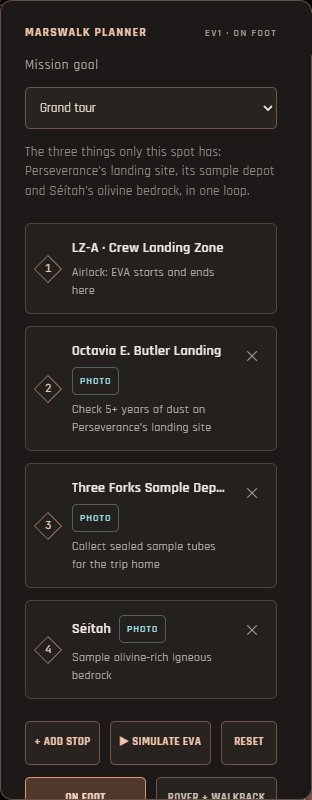 MARSWALK PLANNER
EV1 · ON FOOT
Mission goal
Grand tour
The three things only this spot has:
Perseverance's landing site, its sample depot
and Séítah's olivine bedrock, in one loop.
1
LZ-A · Crew Landing Zone
Airlock: EVA starts and ends
here
2
Octavia E. Butler Landing
PHOTO
Check 5+ years of dust on
Perseverance's landing site
3
Three Forks Sample Dep…
PHOTO
Collect sealed sample tubes
for the trip home
4
Séítah
PHOTO
Sample olivine-rich igneous
bedrock
+ ADD STOP
▶ SIMULATE EVA
RESET
ON FOOT
ROVER + WALKBACK